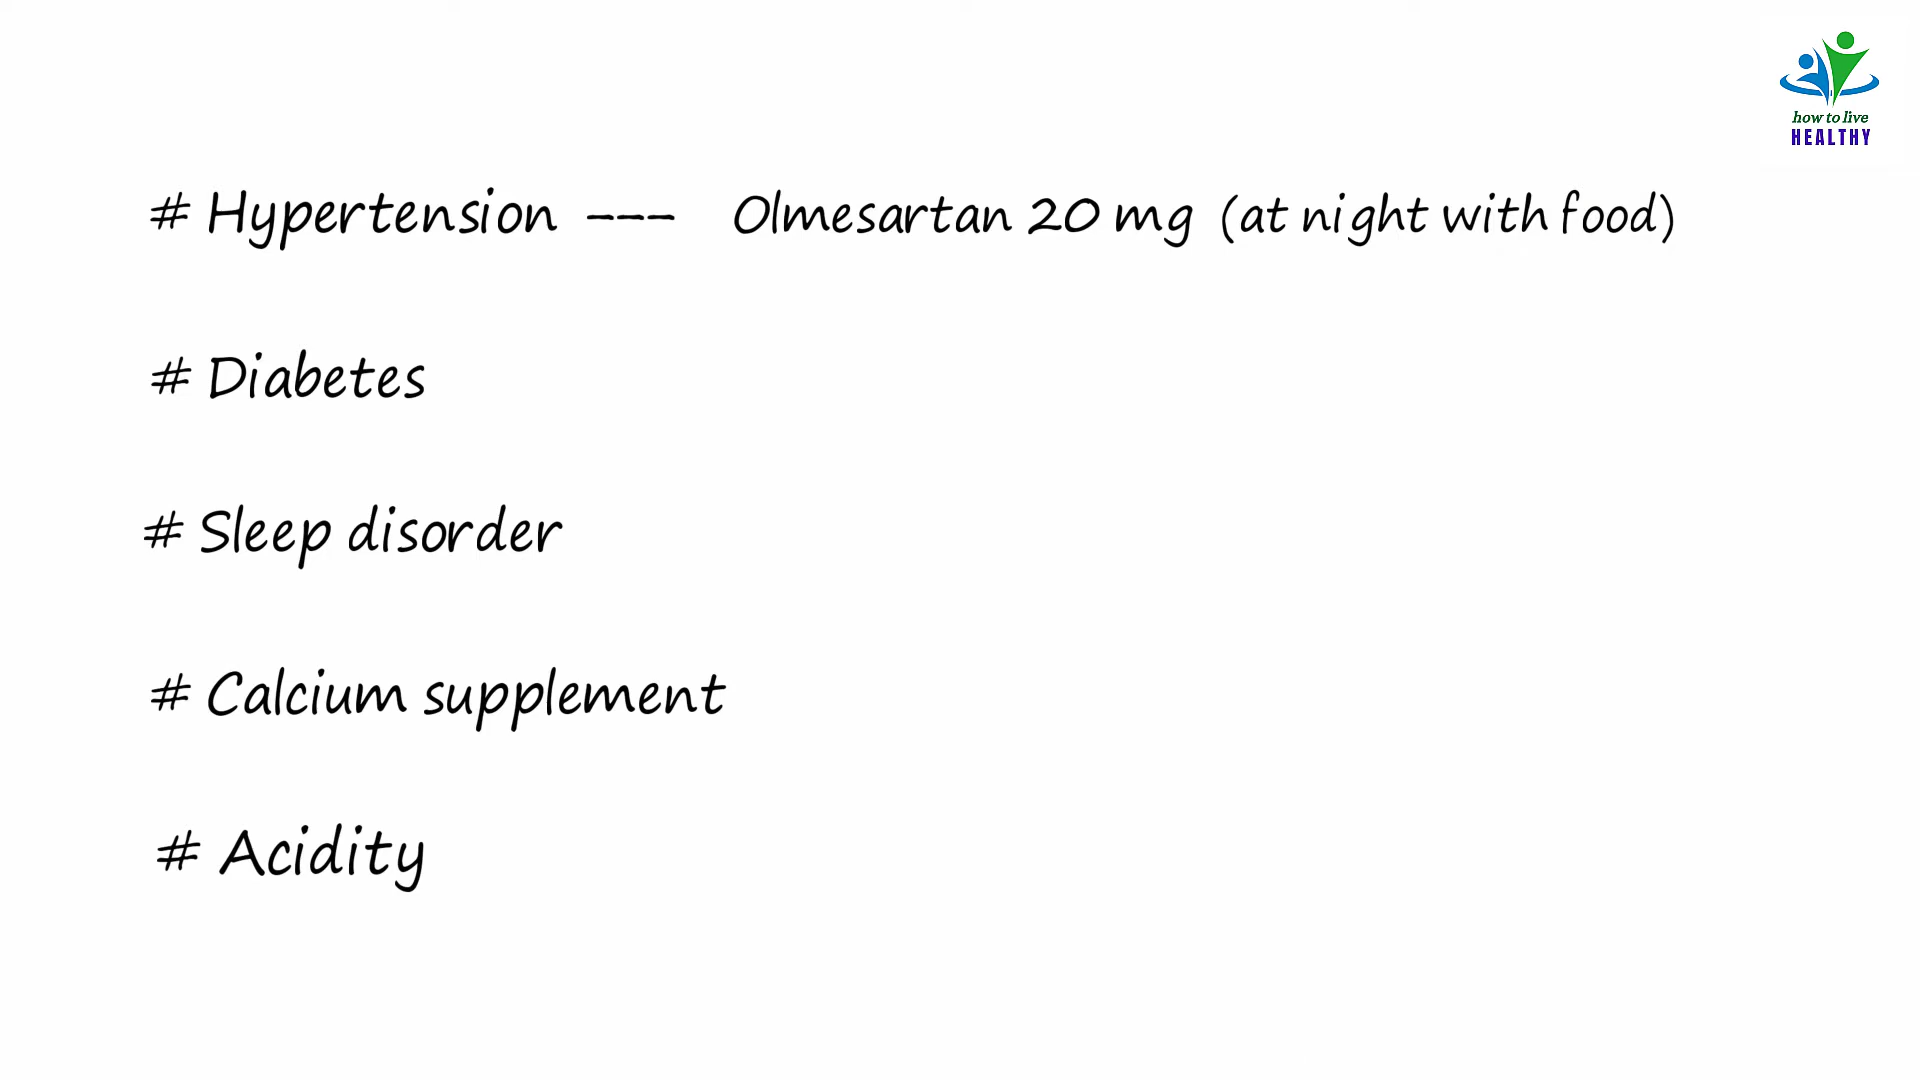 how to live
HEALTHY
# Hypertension --- Olmesartan 20 mg (at night with food)
# Diabetes
# Sleep disorder
# Calcium supplement
# Acidity